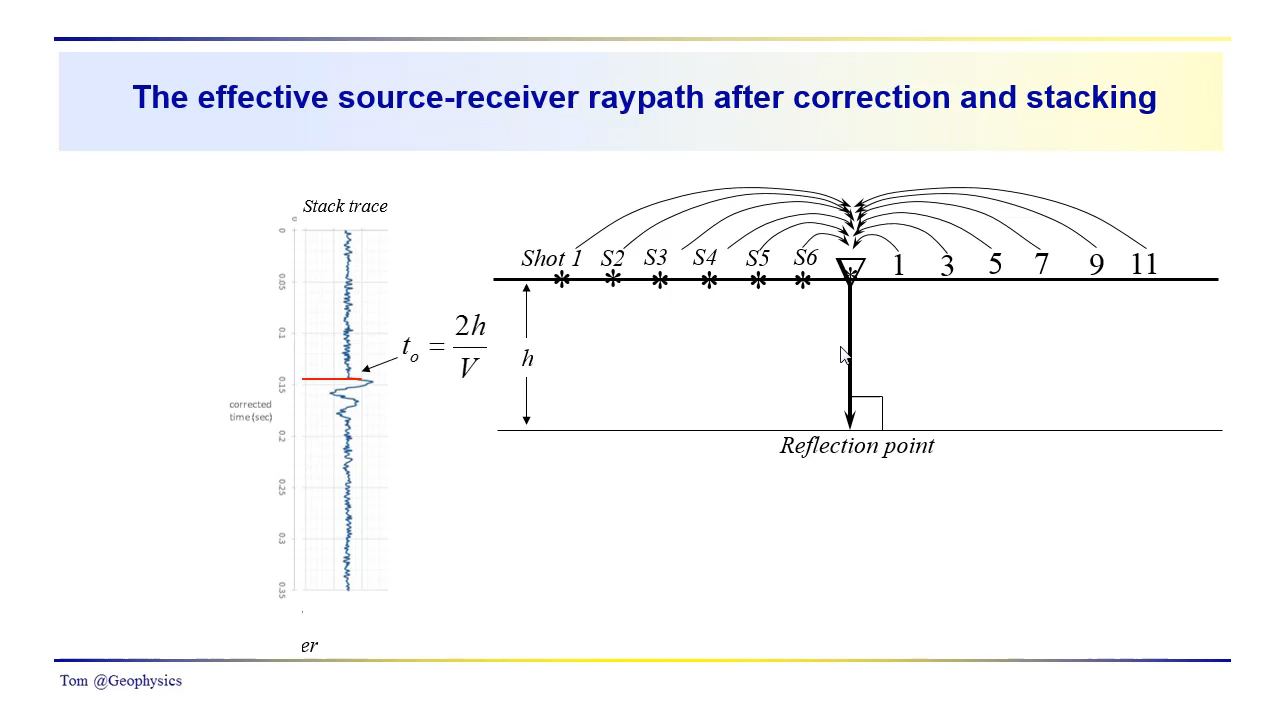 The effective source-receiver raypath after correction and stacking
Stack trace
0
0.05
0.1
0.15
0.2
0.25
0.3
0.35
corrected
time (sec)
t_o = 2h/V
Shot 1 S2 S3 S4 S5 S6 1 3 5 7 9 11
h
Reflection point
er
Tom @Geophysics